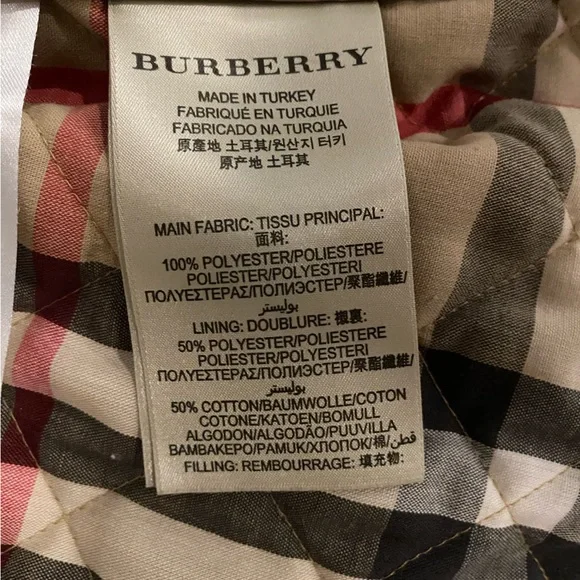 BURBERRY
MADE IN TURKEY
FABRIQUÉ EN TURQUIE
FABRICADO NA TURQUIA
原產地 土耳其/원산지 터키
原产地 土耳其
MAIN FABRIC: TISSU PRINCIPAL:
面料:
100% POLYESTER/POLIESTERE
POLIESTER/POLYESTERI
ΠΟΛΥΕΣΤΕΡΑΣ/ПОЛИЭСТЕР/聚酯纖維/
بوليستر
LINING: DOUBLURE: 襯裏:
50% POLYESTER/POLIESTERE
POLIESTER/POLYESTERI
ΠΟΛΥΕΣΤΕΡΑΣ/ПОЛИЭСТЕР/聚酯纖維/
بوليستر
50% COTTON/BAUMWOLLE/COTON
COTONE/KATOEN/BOMULL
ALGODON/ALGODÃO/PUUVILLA
ΒΑΜΒΑΚΕΡΟ/PAMUK/ХЛОПОК/棉/قطن/
FILLING: REMBOURRAGE: 填充物: